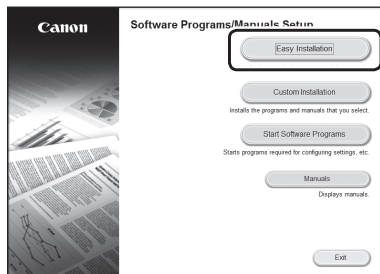 Canon
Software Programs/Manuals Setup
Easy Installation
Custom Installation
Installs the programs and manuals that you select.
Start Software Programs
Starts programs required for configuring settings, etc.
Manuals
Displays manuals.
Exit